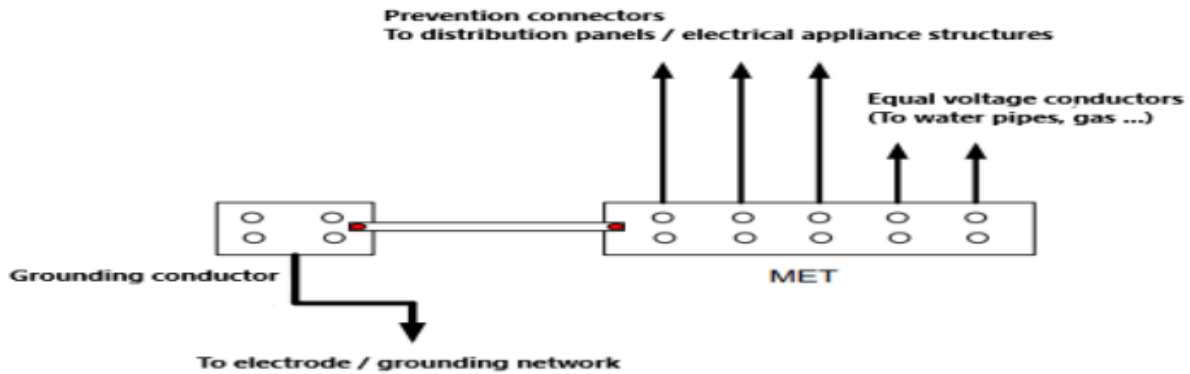 Prevention connectors
To distribution panels / electrical appliance structures
Equal voltage conductors
(To water pipes, gas ...)
Grounding conductor
MET
To electrode / grounding network